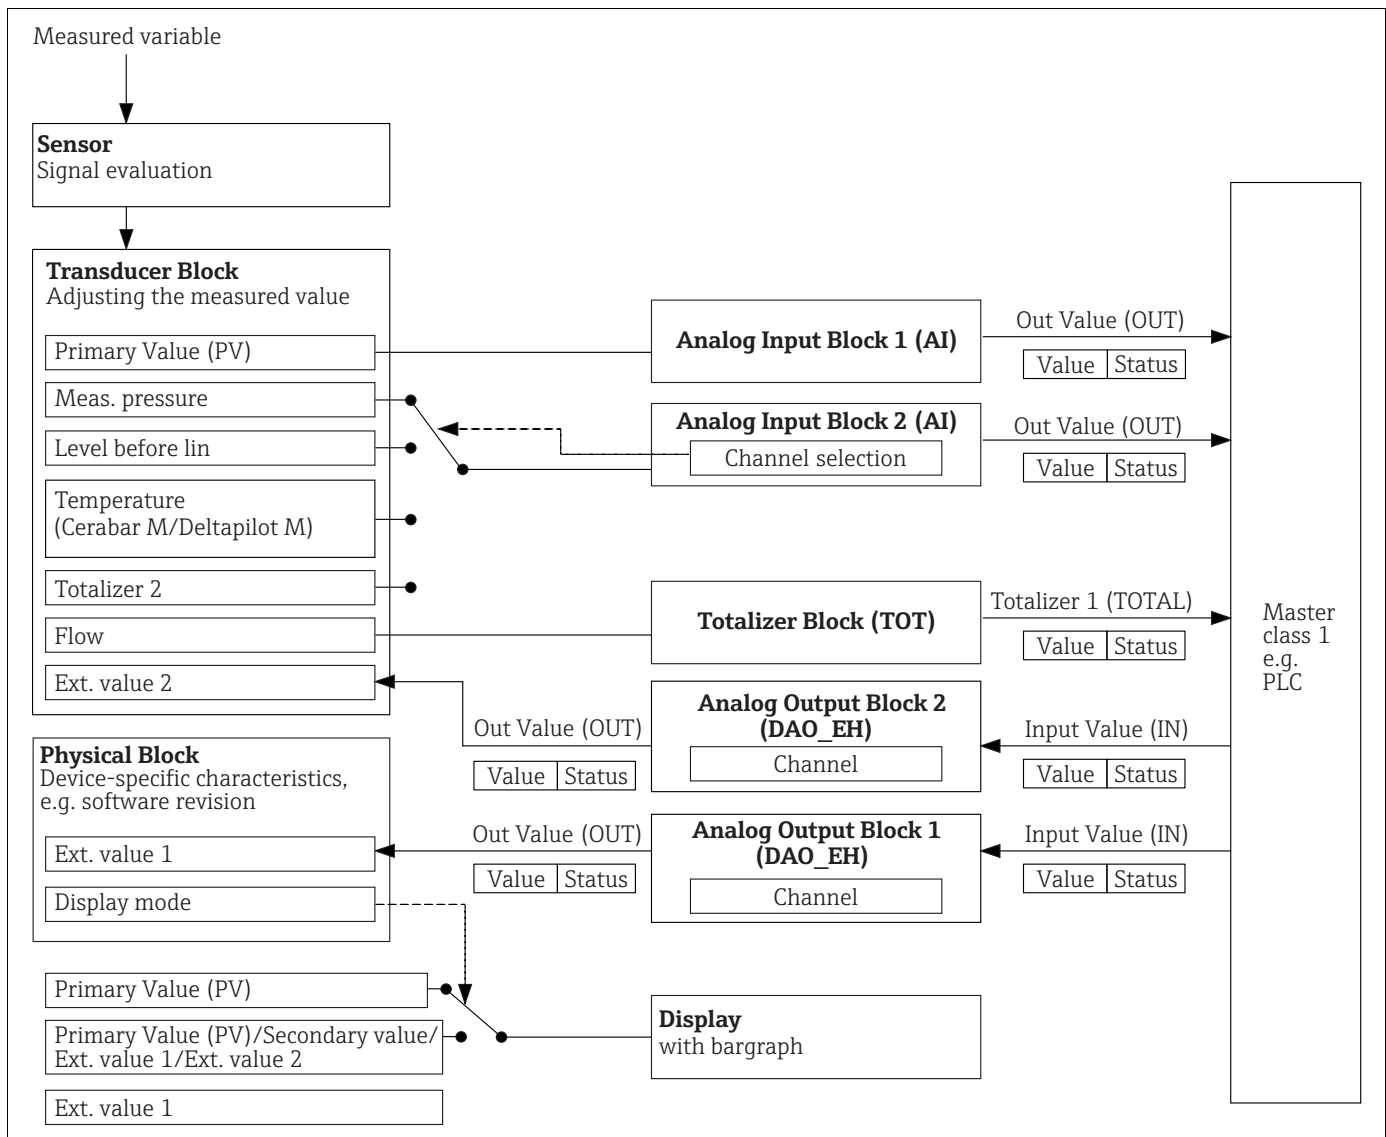 Measured variable
Sensor
Signal evaluation
Transducer Block
Adjusting the measured value
Primary Value (PV)
Meas. pressure
Level before lin
Temperature
(Cerabar M/Deltapilot M)
Totalizer 2
Flow
Ext. value 2
Physical Block
Device-specific characteristics,
e.g. software revision
Ext. value 1
Display mode
Primary Value (PV)
Primary Value (PV)/Secondary value/
Ext. value 1/Ext. value 2
Ext. value 1
Analog Input Block 1 (AI)
Out Value (OUT)
Value Status
Analog Input Block 2 (AI)
Channel selection
Out Value (OUT)
Value Status
Totalizer Block (TOT)
Totalizer 1 (TOTAL)
Value Status
Analog Output Block 2
(DAO_EH)
Channel
Out Value (OUT)
Value Status
Input Value (IN)
Value Status
Analog Output Block 1
(DAO_EH)
Channel
Out Value (OUT)
Value Status
Input Value (IN)
Value Status
Display
with bargraph
Master
class 1
e.g.
PLC